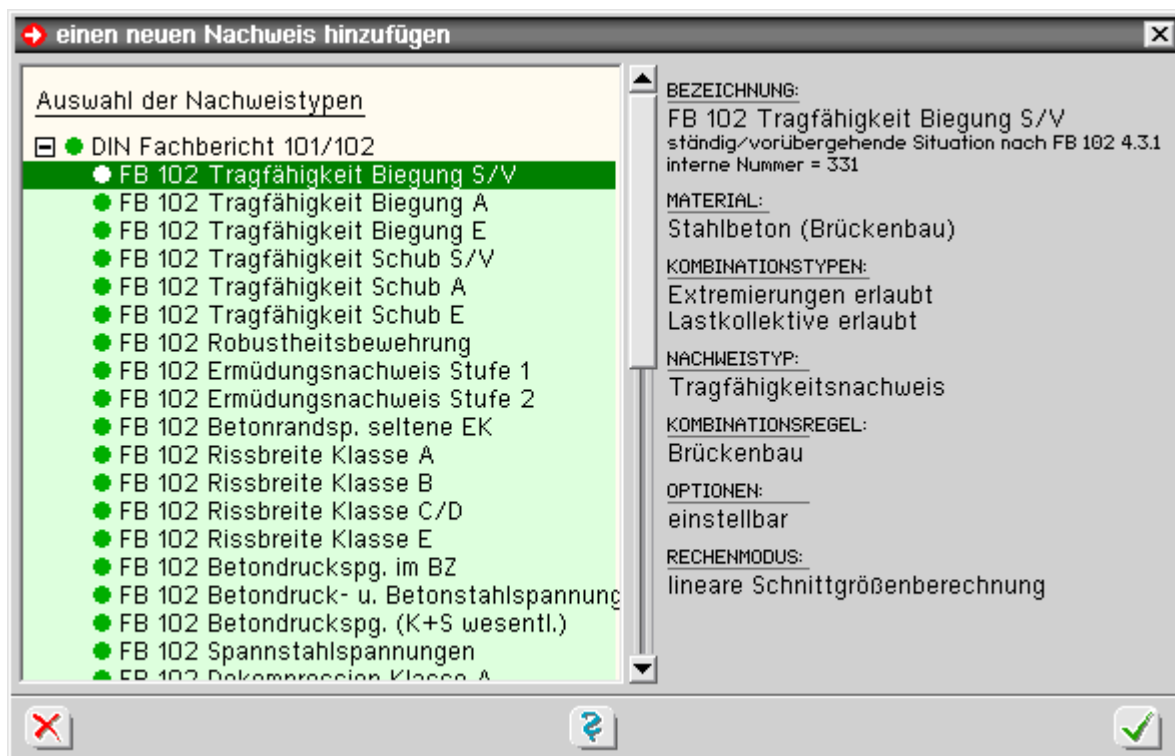 einen neuen Nachweis hinzufügen
Auswahl der Nachweistypen
DIN Fachbericht 101/102
FB 102 Tragfähigkeit Biegung S/V
FB 102 Tragfähigkeit Biegung A
FB 102 Tragfähigkeit Biegung E
FB 102 Tragfähigkeit Schub S/V
FB 102 Tragfähigkeit Schub A
FB 102 Tragfähigkeit Schub E
FB 102 Robustheitsbewehrung
FB 102 Ermüdungsnachweis Stufe 1
FB 102 Ermüdungsnachweis Stufe 2
FB 102 Betonrandsp. seltene EK
FB 102 Rissbreite Klasse A
FB 102 Rissbreite Klasse B
FB 102 Rissbreite Klasse C/D
FB 102 Rissbreite Klasse E
FB 102 Betondruckspg. im BZ
FB 102 Betondruck- u. Betonstahlspannung
FB 102 Betondruckspg. (K+S wesentl.)
FB 102 Spannstahlspannungen
FB 102 Dekompression Klasse A
BEZEICHNUNG:
FB 102 Tragfähigkeit Biegung S/V
ständig/vorübergehende Situation nach FB 102 4.3.1
interne Nummer = 331
MATERIAL:
Stahlbeton (Brückenbau)
KOMBINATIONSTYPEN:
Extremierungen erlaubt
Lastkollektive erlaubt
NACHWEISTYP:
Tragfähigkeitsnachweis
KOMBINATIONSREGEL:
Brückenbau
OPTIONEN:
einstellbar
RECHENMODUS:
lineare Schnittgrößenberechnung